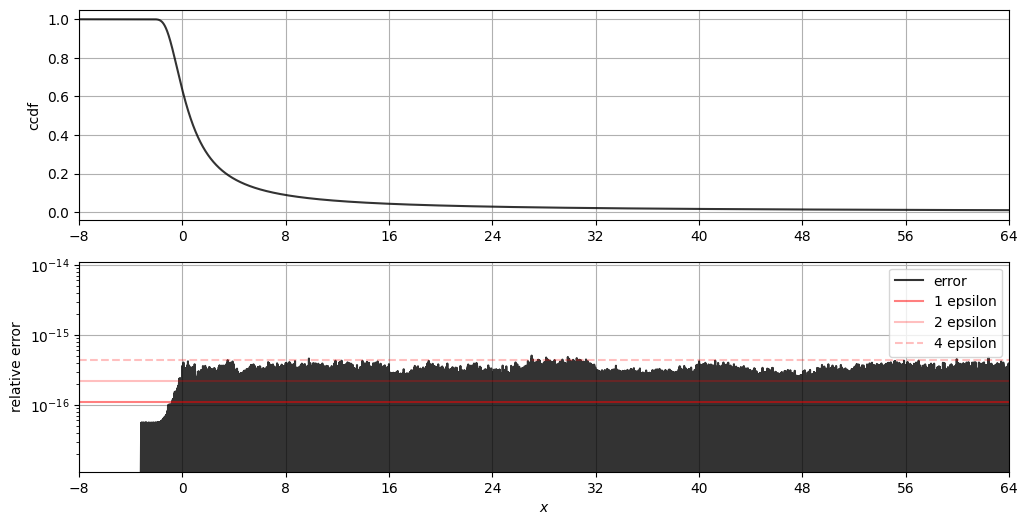 1.0
0.8
0.6
0.4
0.2
0.0
ccdf
−8 0 8 16 24 32 40 48 56 64
10⁻¹⁴
10⁻¹⁵
10⁻¹⁶
relative error
error
1 epsilon
2 epsilon
4 epsilon
−8 0 8 16 24 32 40 48 56 64
x